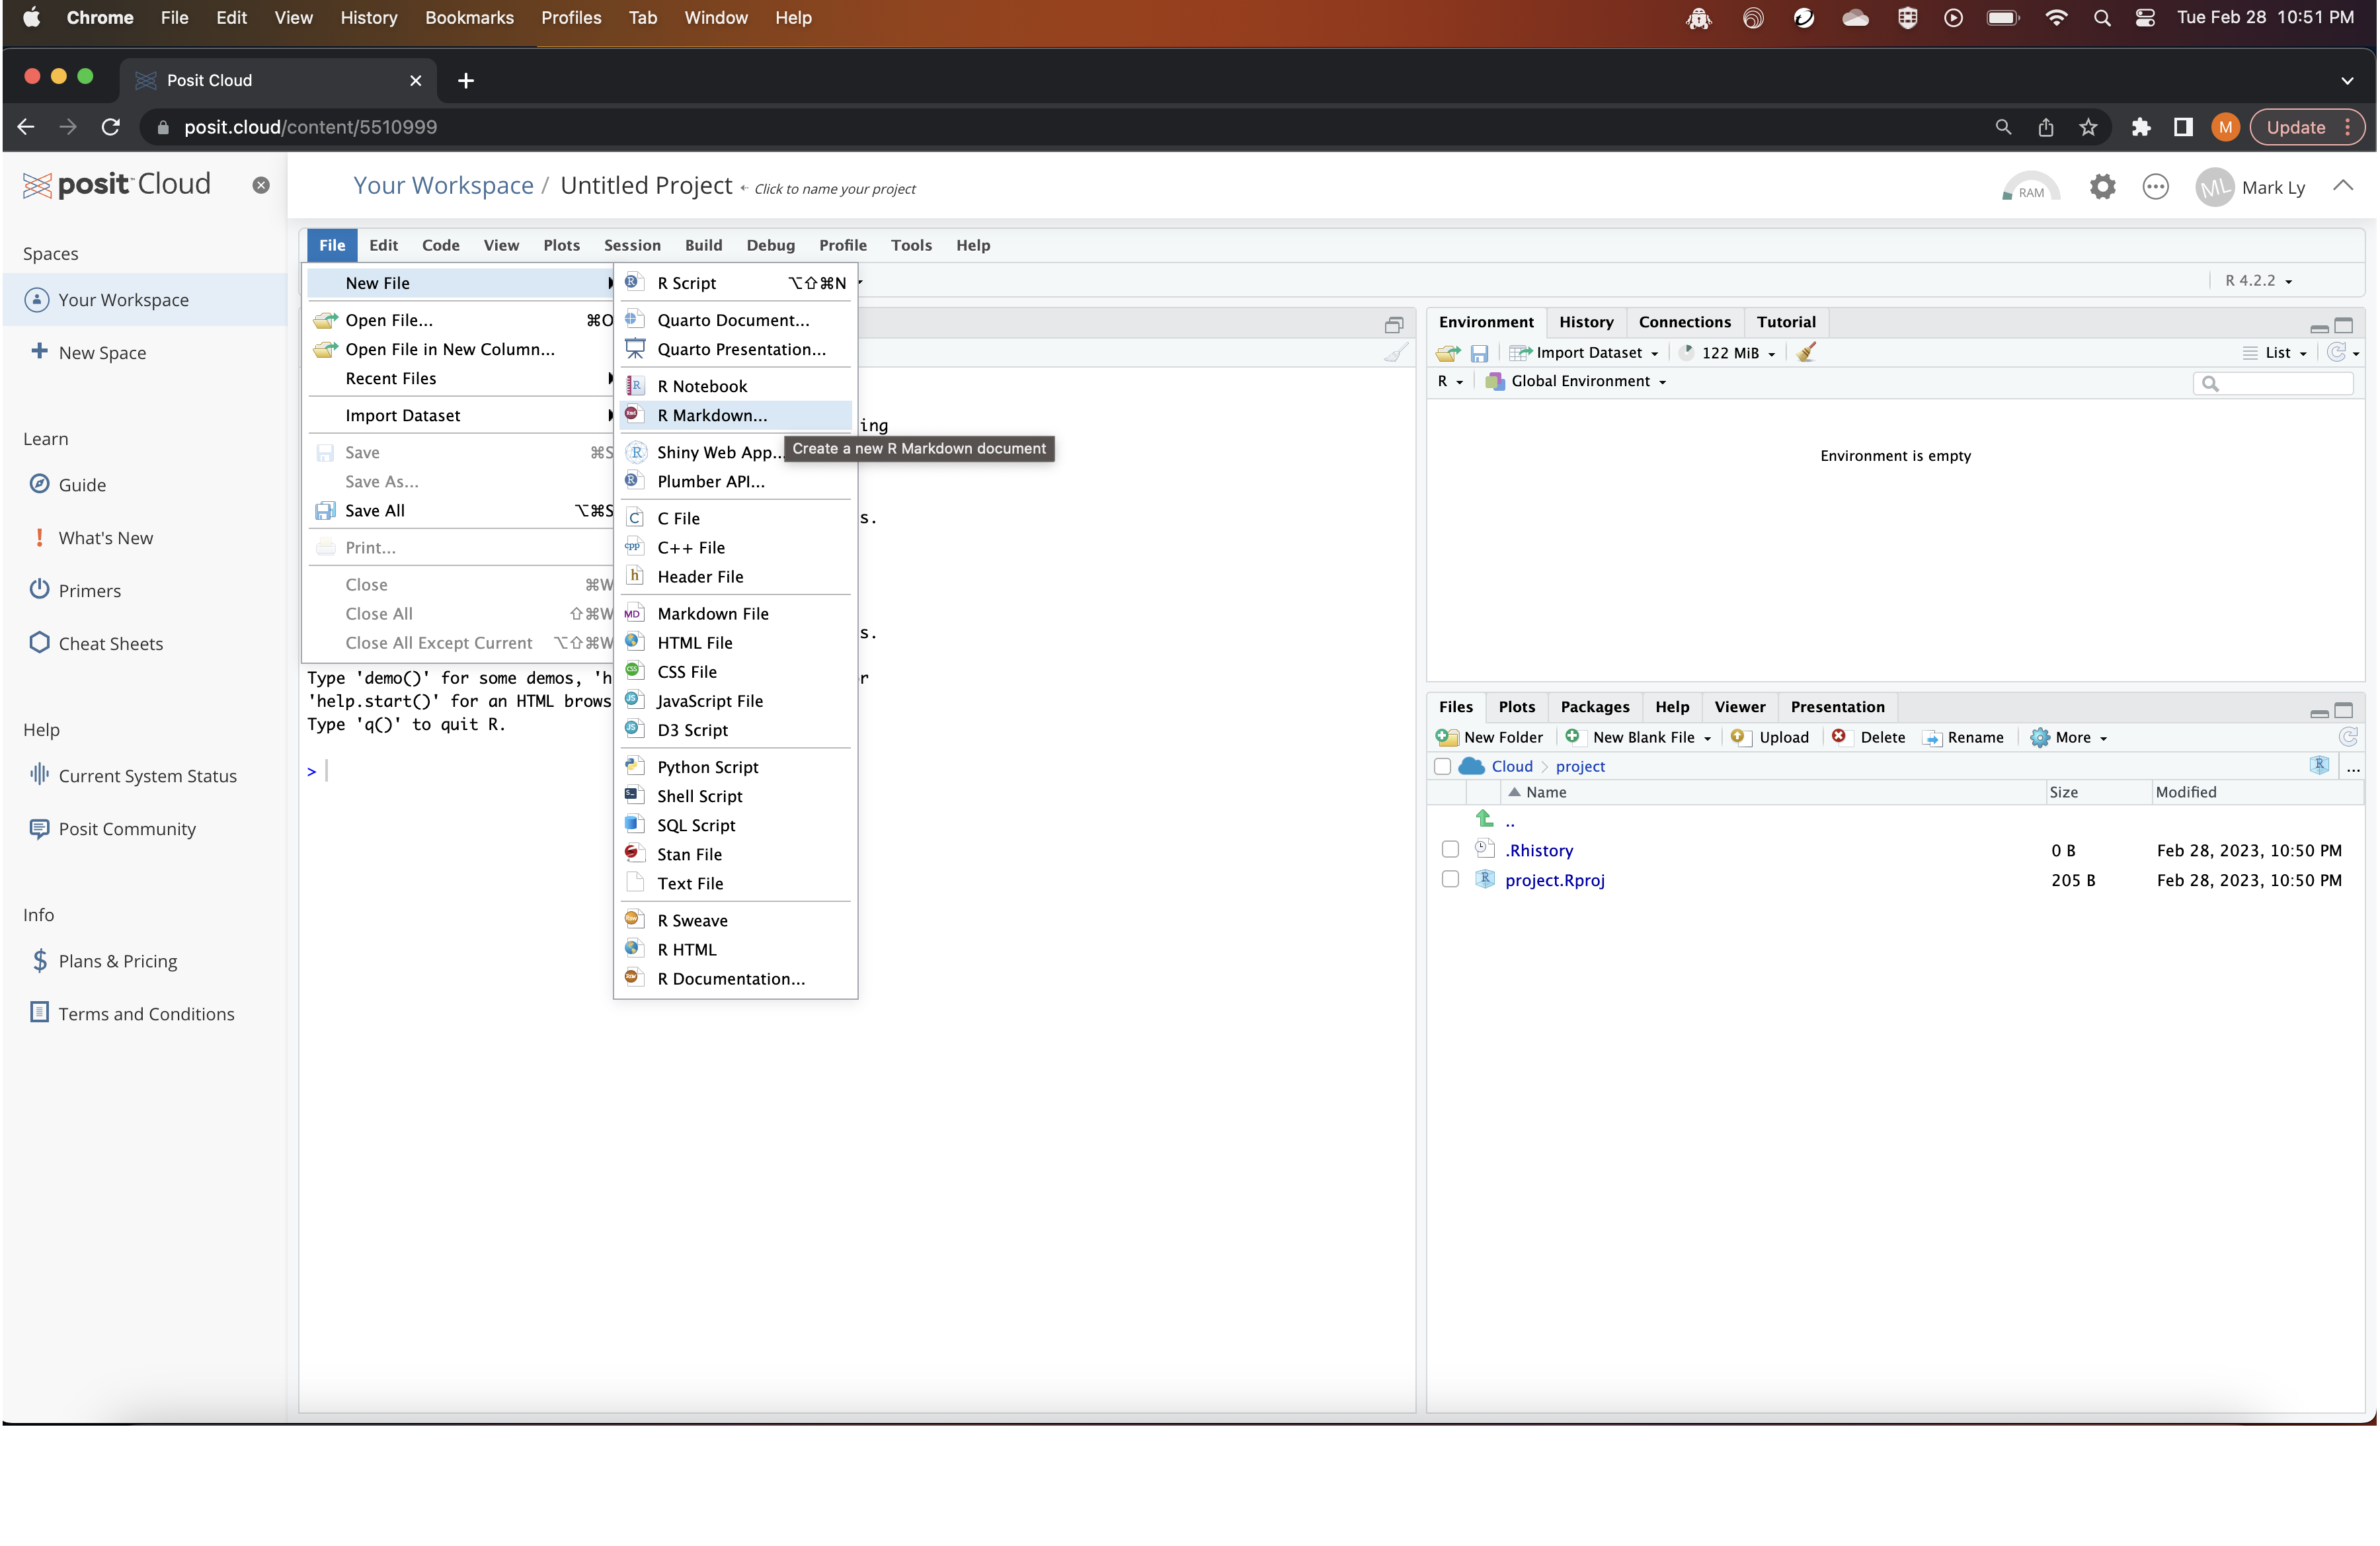 Chrome File Edit View History Bookmarks Profiles Tab Window Help Tue Feb 28 10:51 PM
Posit Cloud
posit.cloud/content/5510999 M Update
posit Cloud Your Workspace / Untitled Project Click to name your project RAM ML Mark Ly
Spaces
Your Workspace
New Space
Learn
Guide
What's New
Primers
Cheat Sheets
Help
Current System Status
Posit Community
Info
Plans & Pricing
Terms and Conditions
File Edit Code View Plots Session Build Debug Profile Tools Help
R 4.2.2
New File
Open File... ⌘O
Open File in New Column...
Recent Files
Import Dataset
Save ⌘S
Save As...
Save All ⌥⌘S
Print...
Close ⌘W
Close All ⇧⌘W
Close All Except Current ⌥⇧⌘W
R Script ⌥⇧⌘N
Quarto Document...
Quarto Presentation...
R Notebook
R Markdown...
Create a new R Markdown document
Shiny Web App...
Plumber API...
C File
C++ File
Header File
Markdown File
HTML File
CSS File
JavaScript File
D3 Script
Python Script
Shell Script
SQL Script
Stan File
Text File
R Sweave
R HTML
R Documentation...
ing
s.
s.
Type 'demo()' for some demos, 'h r
'help.start()' for an HTML brows
Type 'q()' to quit R.
>
Environment History Connections Tutorial
Import Dataset 122 MiB List
R Global Environment
Environment is empty
Files Plots Packages Help Viewer Presentation
New Folder New Blank File Upload Delete Rename More
Cloud > project ...
Name Size Modified
..
.Rhistory 0 B Feb 28, 2023, 10:50 PM
project.Rproj 205 B Feb 28, 2023, 10:50 PM